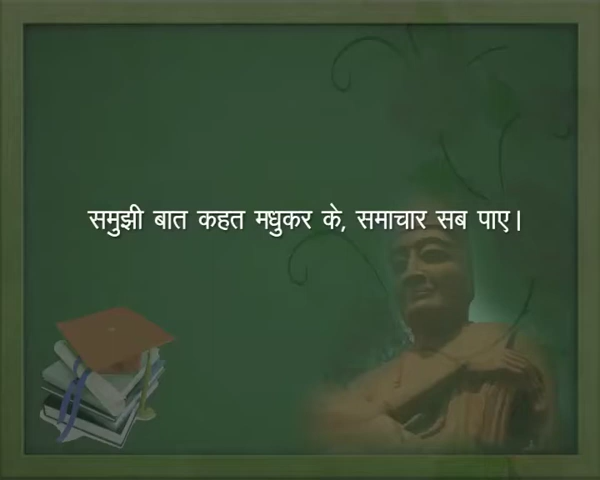 समुझी बात कहत मधुकर के, समाचार सब पाए।